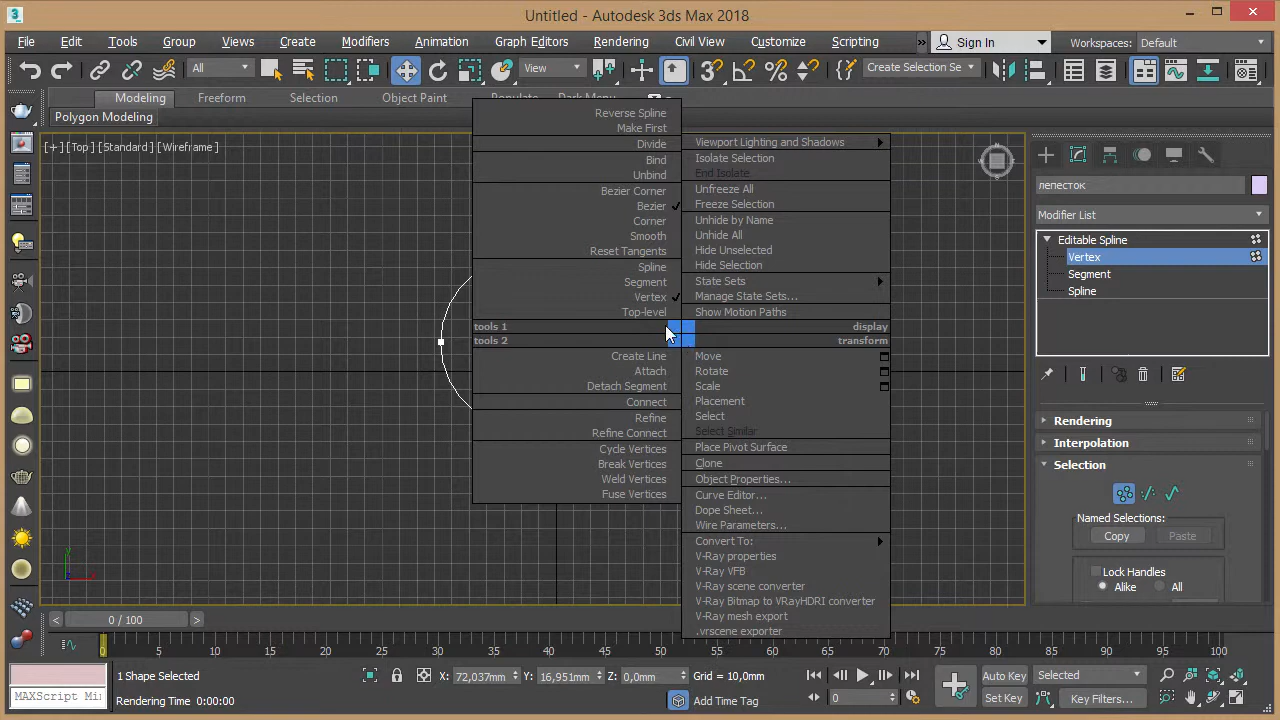 Untitled - Autodesk 3ds Max 2018
File Edit Tools Group Views Create Modifiers Animation Graph Editors Rendering Civil View Customize Scripting » Sign In Workspaces: Default
All View Create Selection Se
Modeling Freeform Selection Object Paint Populate Dark Menu
Polygon Modeling
[+] [Top] [Standard] [Wireframe]
Reverse Spline
Make First
Divide
Bind
Unbind
Bezier Corner
Bezier
Corner
Smooth
Reset Tangents
Spline
Segment
Vertex
Top-level
tools 1
tools 2
Create Line
Attach
Detach Segment
Connect
Refine
Refine Connect
Cycle Vertices
Break Vertices
Weld Vertices
Fuse Vertices
Viewport Lighting and Shadows
Isolate Selection
End Isolate
Unfreeze All
Freeze Selection
Unhide by Name
Unhide All
Hide Unselected
Hide Selection
State Sets
Manage State Sets...
Show Motion Paths
display
transform
Move
Rotate
Scale
Placement
Select
Select Similar
Place Pivot Surface
Clone
Object Properties...
Curve Editor...
Dope Sheet...
Wire Parameters...
Convert To:
V-Ray properties
V-Ray VFB
V-Ray scene converter
V-Ray Bitmap to VRayHDRI converter
V-Ray mesh export
.vrscene exporter
лепесток
Modifier List
Editable Spline
Vertex
Segment
Spline
Rendering
Interpolation
Selection
Named Selections:
Copy Paste
Lock Handles
Alike All
y
< 0 / 100 >
0 5 10 15 20 25 30 35 40 45 50 55 60 65 70 75 80 85 90 95 100
1 Shape Selected X: 72,037mm Y: 16,951mm Z: 0,0mm Grid = 10,0mm Auto Key Selected
MAXScript Mi Rendering Time 0:00:00 Add Time Tag 0 Set Key Key Filters...